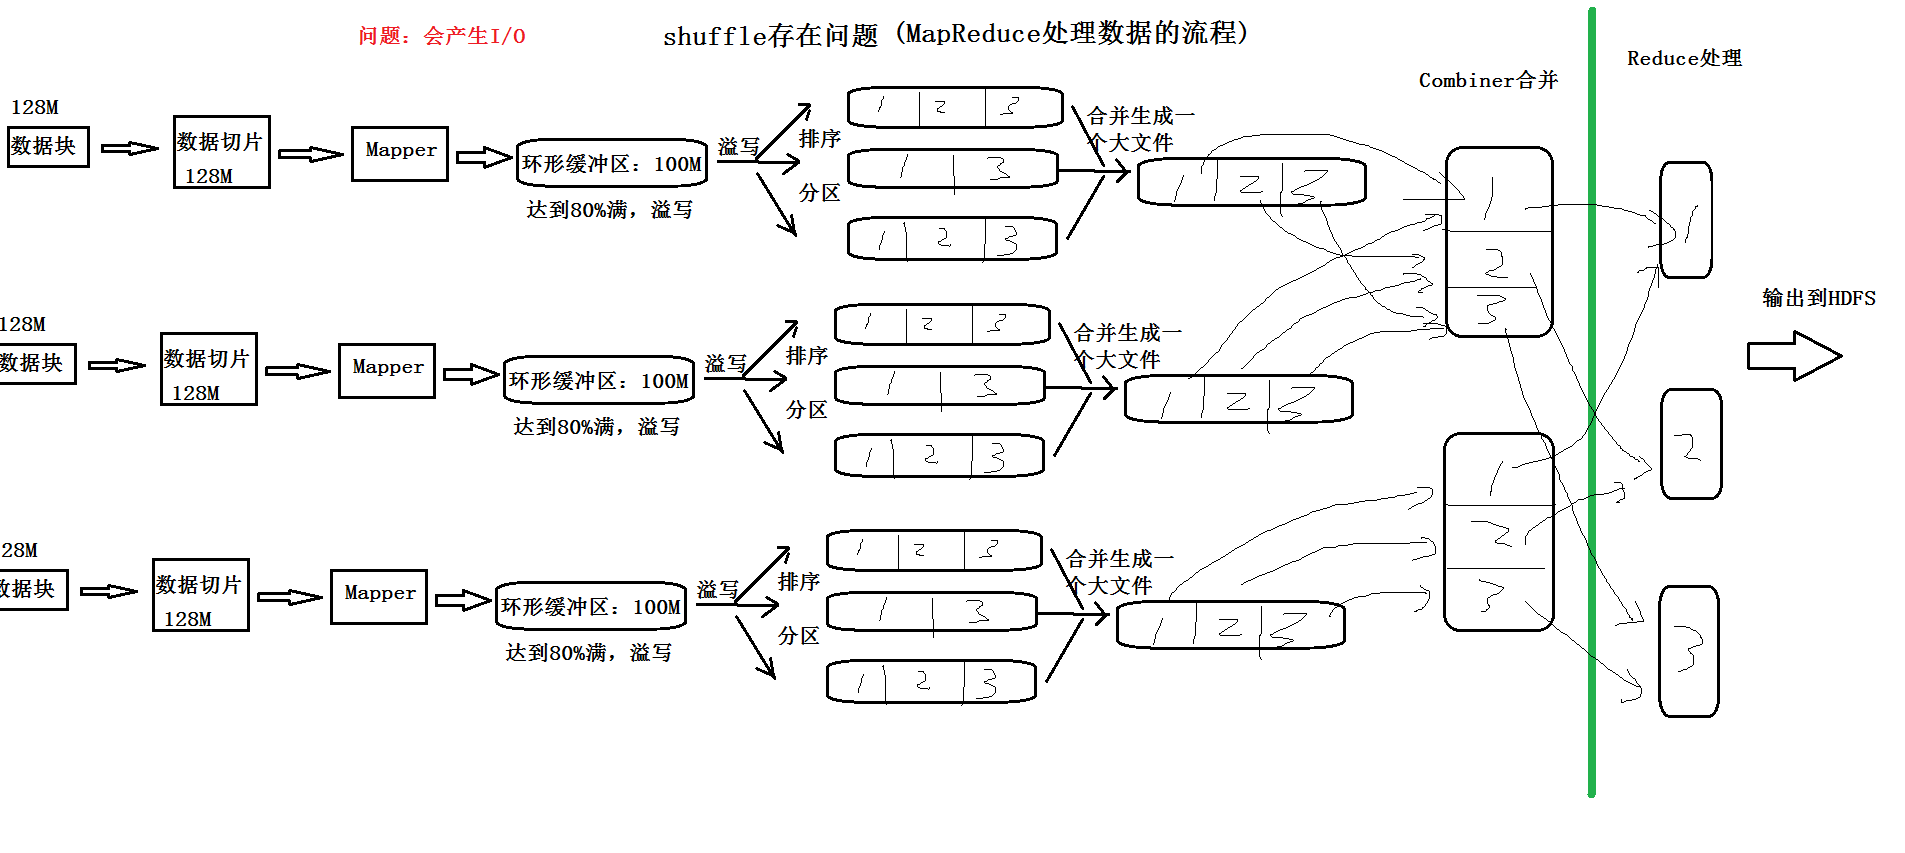 问题：会产生I/O
shuffle存在问题（MapReduce处理数据的流程）
Combiner合并
Reduce处理
128M
数据块
数据切片
128M
Mapper
环形缓冲区：100M
达到80%满，溢写
溢写
排序
分区
1 2 3
1 3
1 2 3
合并生成一
个大文件
1 2 3
1
2
3
1
128M
数据块
数据切片
128M
Mapper
环形缓冲区：100M
达到80%满，溢写
溢写
排序
分区
1 2 3
1 3
1 2 3
合并生成一
个大文件
1 2 3
1
2
3
2
输出到HDFS
28M
数据块
数据切片
128M
Mapper
环形缓冲区：100M
达到80%满，溢写
溢写
排序
分区
1 2 3
1 3
1 2 3
合并生成一
个大文件
1 2 3
3